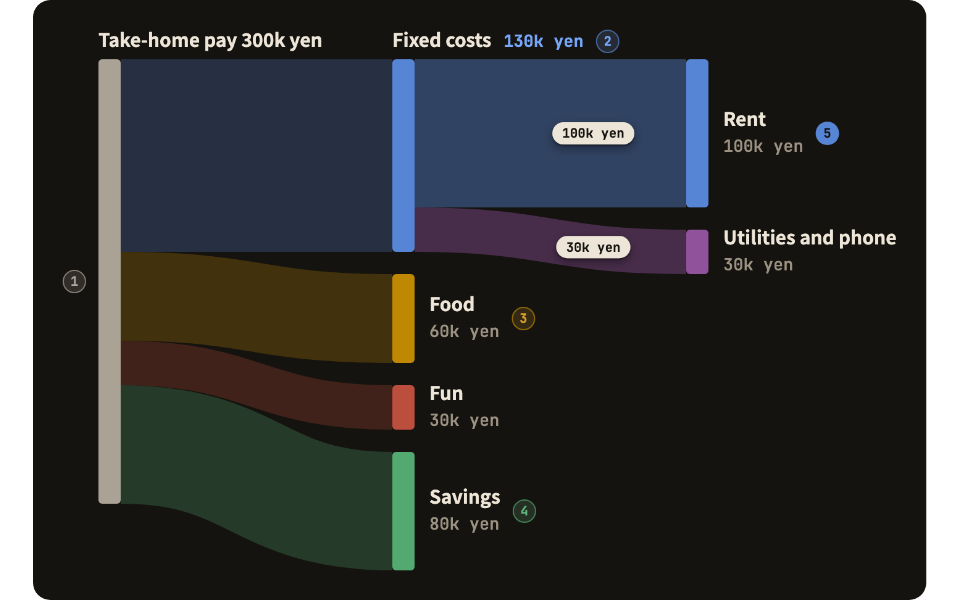 Take-home pay 300k yen
Fixed costs 130k yen 2
100k yen
Rent
100k yen
5
30k yen
Utilities and phone
30k yen
1
Food
60k yen
3
Fun
30k yen
Savings
80k yen
4